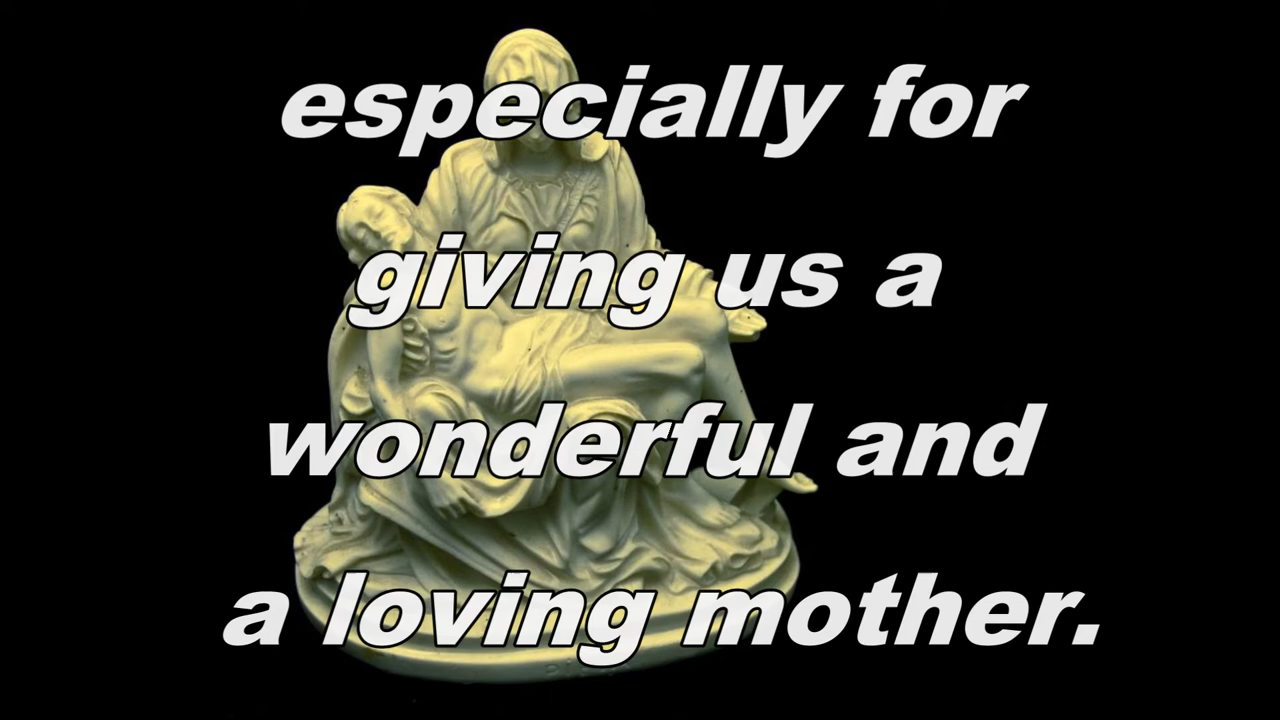 especially for
giving us a
wonderful and
a loving mother.